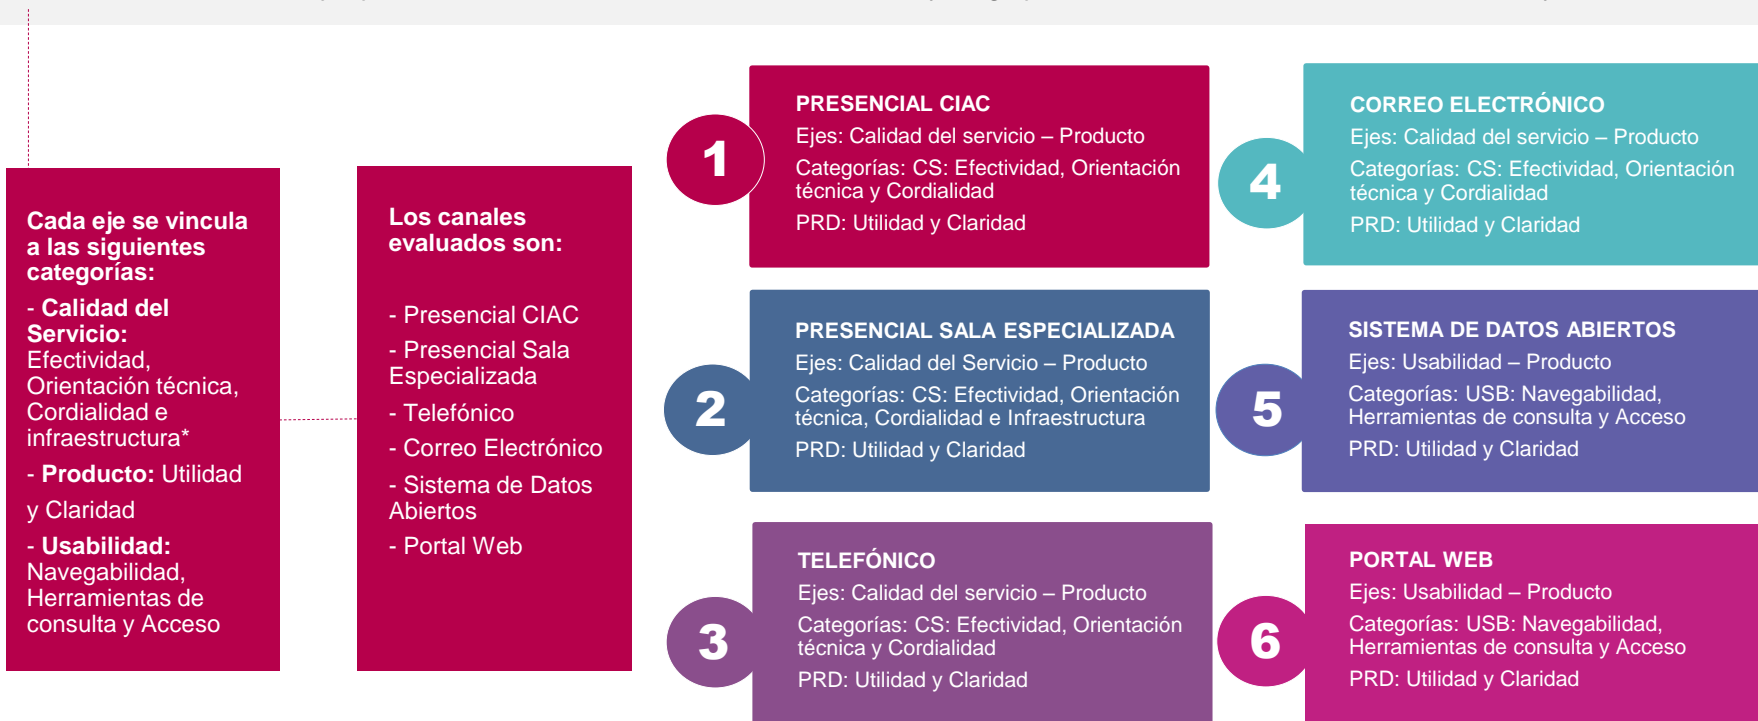 Cada eje se vincula
a las siguientes
categorías:
- Calidad del
Servicio:
Efectividad,
Orientación técnica,
Cordialidad e
infraestructura*
- Producto: Utilidad
y Claridad
- Usabilidad:
Navegabilidad,
Herramientas de
consulta y Acceso
Los canales
evaluados son:
- Presencial CIAC
- Presencial Sala
Especializada
- Telefónico
- Correo Electrónico
- Sistema de Datos
Abiertos
- Portal Web
1
PRESENCIAL CIAC
Ejes: Calidad del servicio – Producto
Categorías: CS: Efectividad, Orientación
técnica y Cordialidad
PRD: Utilidad y Claridad
2
PRESENCIAL SALA ESPECIALIZADA
Ejes: Calidad del Servicio – Producto
Categorías: CS: Efectividad, Orientación
técnica, Cordialidad e Infraestructura
PRD: Utilidad y Claridad
3
TELEFÓNICO
Ejes: Calidad del servicio – Producto
Categorías: CS: Efectividad, Orientación
técnica y Cordialidad
PRD: Utilidad y Claridad
4
CORREO ELECTRÓNICO
Ejes: Calidad del servicio – Producto
Categorías: CS: Efectividad, Orientación
técnica y Cordialidad
PRD: Utilidad y Claridad
5
SISTEMA DE DATOS ABIERTOS
Ejes: Usabilidad – Producto
Categorías: USB: Navegabilidad,
Herramientas de consulta y Acceso
PRD: Utilidad y Claridad
6
PORTAL WEB
Ejes: Usabilidad – Producto
Categorías: USB: Navegabilidad,
Herramientas de consulta y Acceso
PRD: Utilidad y Claridad